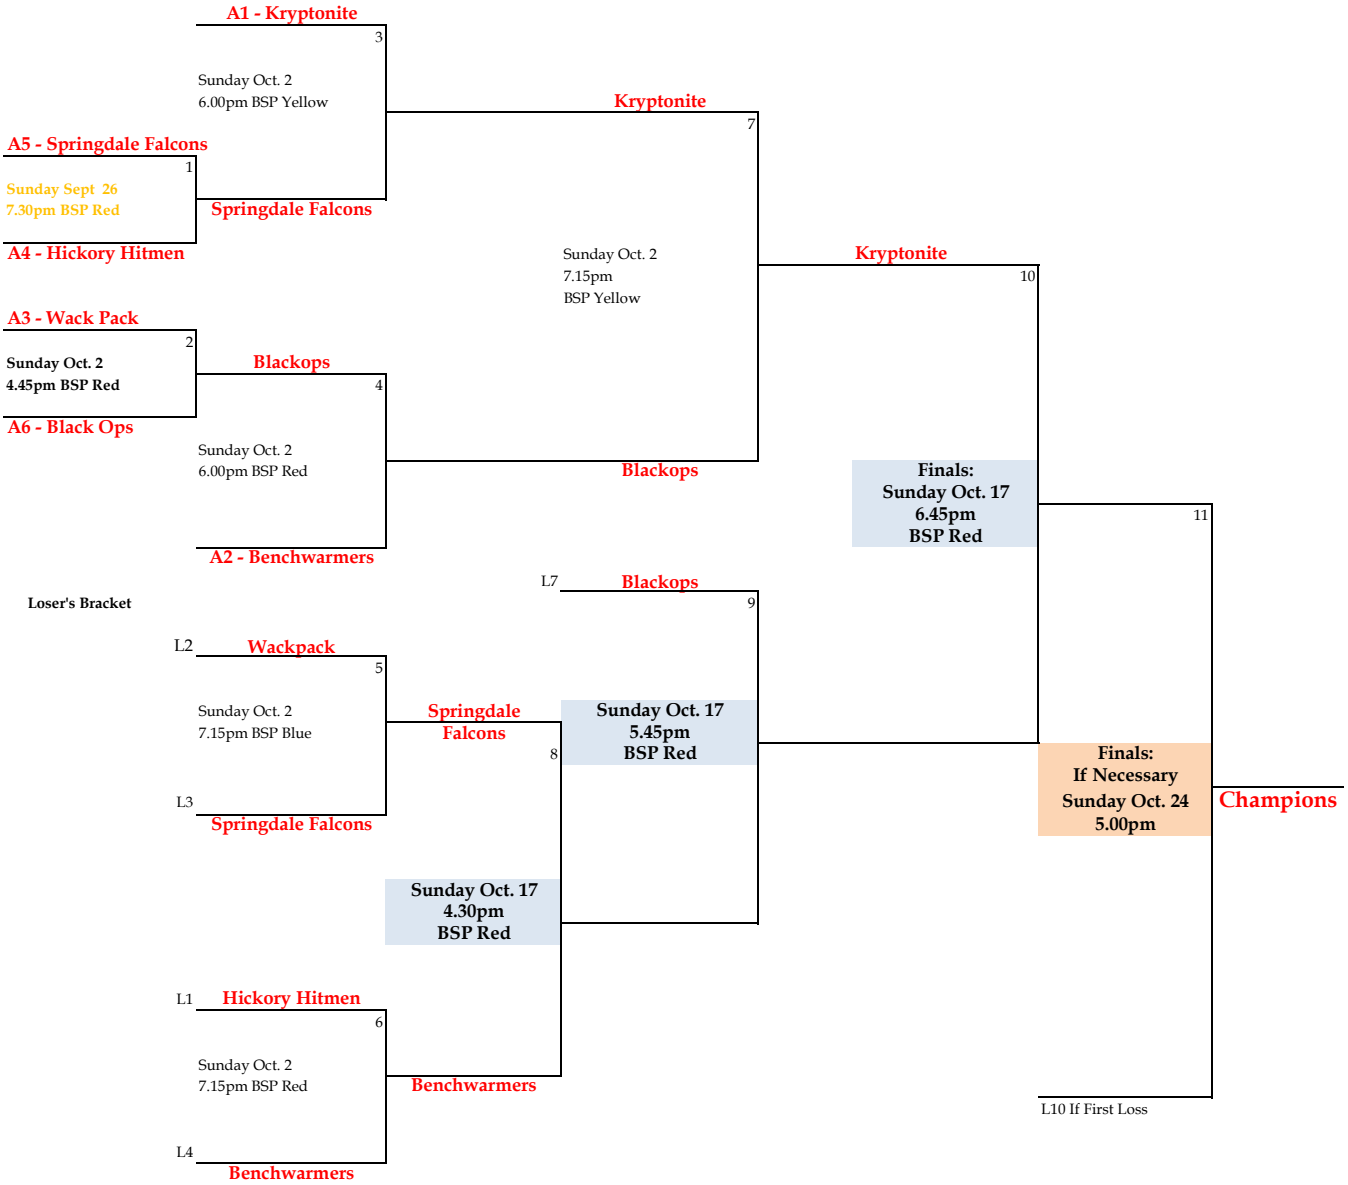 A1 - Kryptonite
3
Sunday Oct. 2
6.00pm BSP Yellow
Kryptonite
7
A5 - Springdale Falcons
1
Sunday Sept 26
7.30pm BSP Red
Springdale Falcons
A4 - Hickory Hitmen
Sunday Oct. 2
7.15pm
BSP Yellow
Kryptonite
10
A3 - Wack Pack
2
Sunday Oct. 2
4.45pm BSP Red
Blackops
4
A6 - Black Ops
Sunday Oct. 2
6.00pm BSP Red
Blackops
Finals:
Sunday Oct. 17
6.45pm
BSP Red
11
A2 - Benchwarmers
L7
Blackops
9
Loser's Bracket
L2
Wackpack
5
Sunday Oct. 2
7.15pm BSP Blue
Springdale
Falcons
8
Sunday Oct. 17
5.45pm
BSP Red
Finals:
If Necessary
Sunday Oct. 24
5.00pm
Champions
L3
Springdale Falcons
Sunday Oct. 17
4.30pm
BSP Red
L1
Hickory Hitmen
6
Sunday Oct. 2
7.15pm BSP Red
Benchwarmers
L10 If First Loss
L4
Benchwarmers